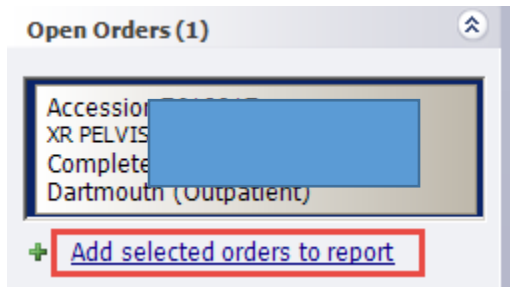 Open Orders (1)
Accession
XR PELVIS
Complete
Dartmouth (Outpatient)
Add selected orders to report